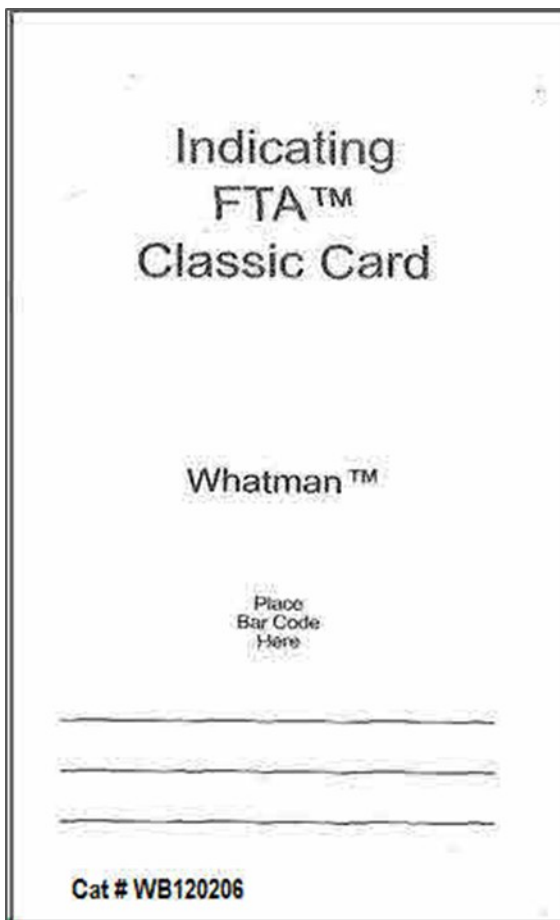 Indicating
FTA™
Classic Card
Whatman™
Place
Bar Code
Here
Cat # WB120206